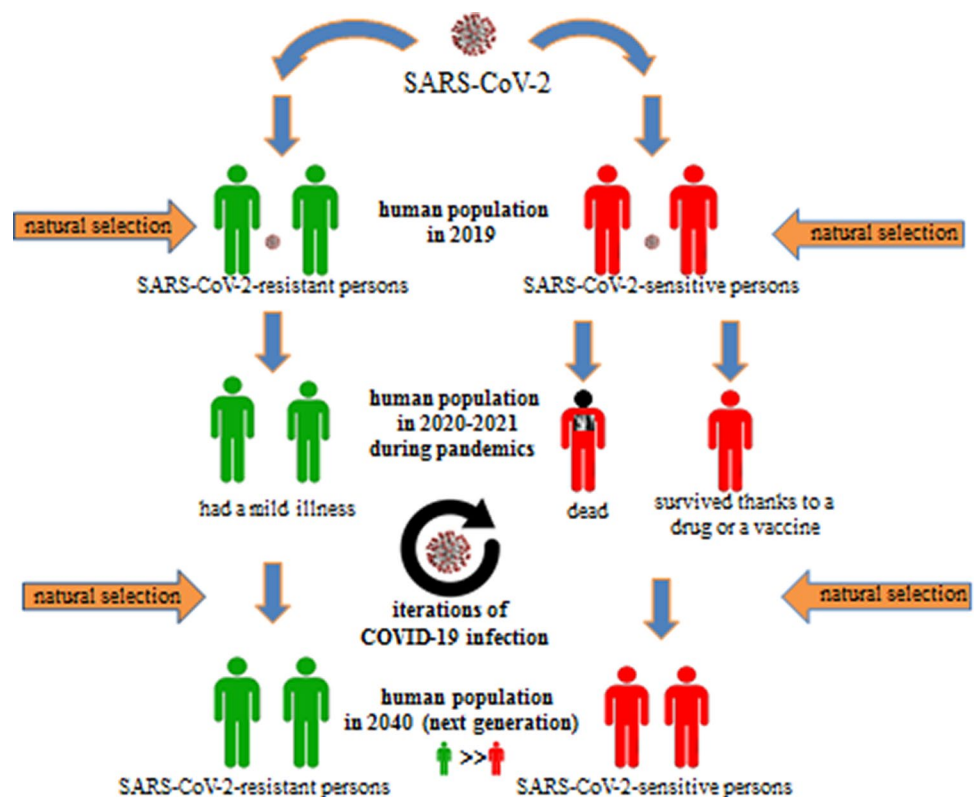 SARS-CoV-2
natural selection
human population
in 2019
natural selection
SARS-CoV-2-resistant persons
SARS-CoV-2-sensitive persons
human population
in 2020-2021
during pandemics
had a mild illness
dead
survived thanks to a
drug or a vaccine
natural selection
natural selection
iterations of
COVID-19 infection
human population
in 2040 (next generation)
>>
SARS-CoV-2-resistant persons
SARS-CoV-2-sensitive persons